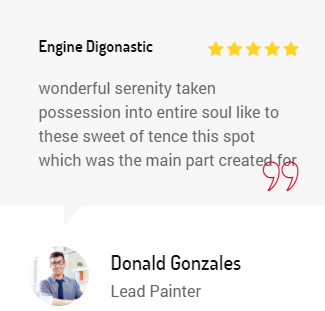 Engine Digonastic
wonderful serenity taken
possession into entire soul like to
these sweet of tence this spot
which was the main part created for
Donald Gonzales
Lead Painter